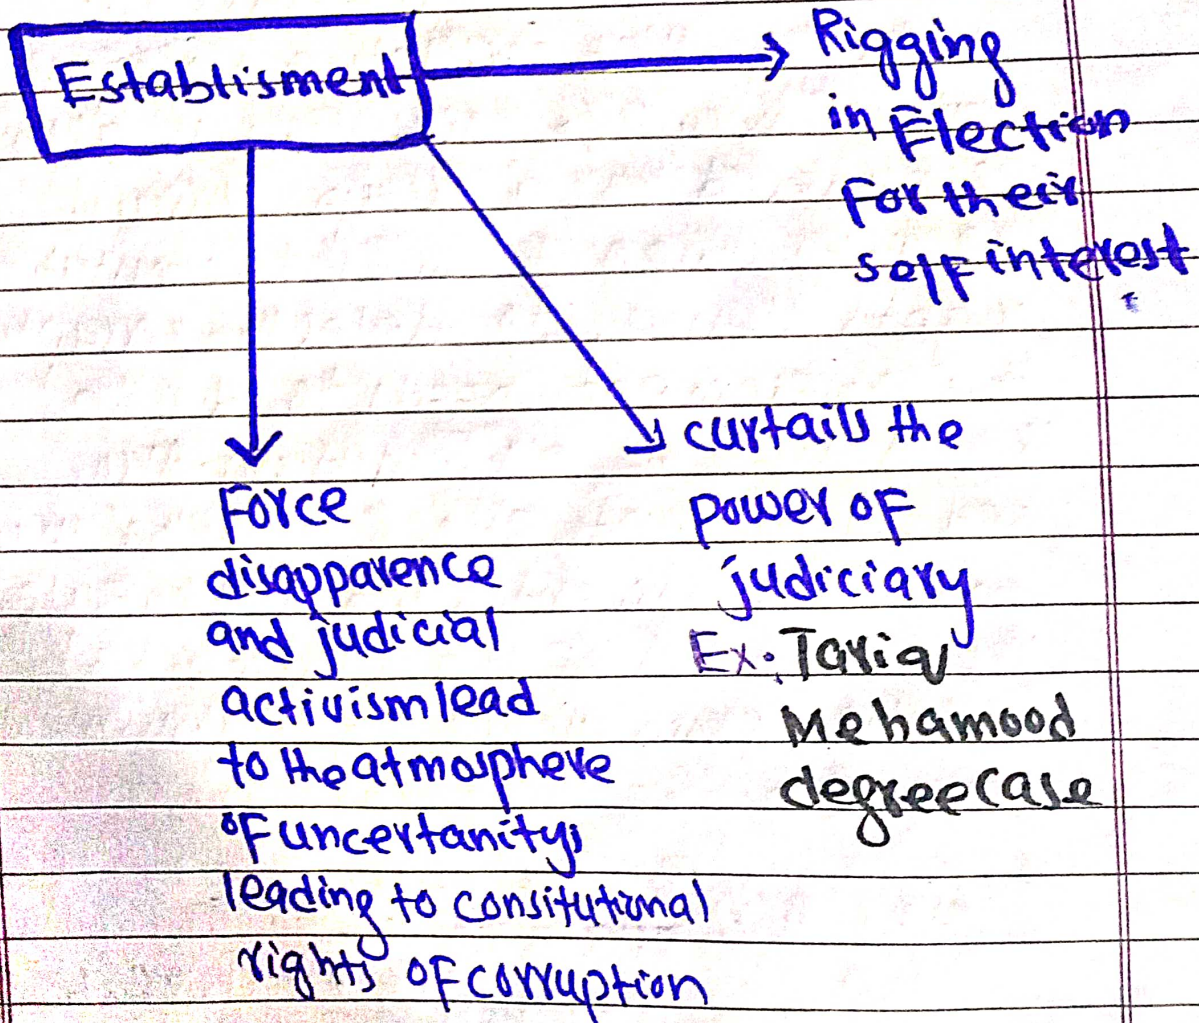 Establisment
Rigging
in Election
For their
self interest
Force
disapparence
and judicial
activism lead
to the atmosphere
of uncertanity,
leading to consitutional
rights of corruption
curtails the
power of
judiciary
Ex: Tariq
Mehamood
degree case